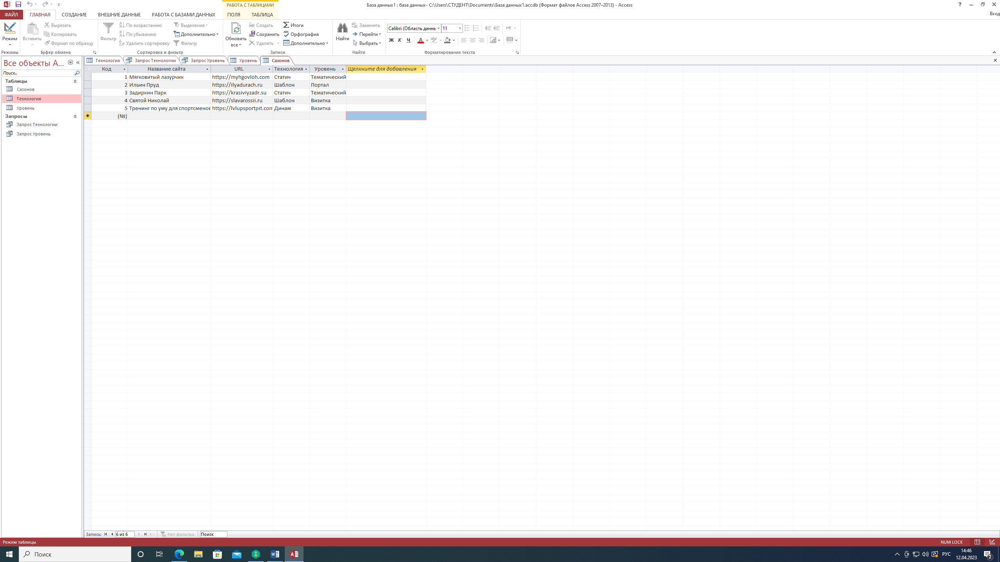 РАБОТА С ТАБЛИЦАМИ
База данных1 : база данных- C:\Users\СТУДЕНТ\Documents\База данных1.accdb (Формат файлов Access 2007–2013) - Access
?
ФАЙЛ ГЛАВНАЯ СОЗДАНИЕ ВНЕШНИЕ ДАННЫЕ РАБОТА С БАЗАМИ ДАННЫХ ПОЛЯ ТАБЛИЦА
Вход
Режим
Режимы
Вставить
Вырезать
Копировать
Формат по образцу
Буфер обмена
Фильтр
По возрастанию
По убыванию
Удалить сортировку
Выделение
Дополнительно
Фильтр
Сортировка и фильтр
Обновить
все
Создать
Сохранить
Удалить
Итоги
Орфография
Дополнительно
Записи
Найти
Заменить
Перейти
Выбрать
Найти
Calibri (Область данн 11
Ж К Ч
Форматирование текста
Все объекты A...
Поиск...
Таблицы
Сазонов
Технология
Уровень
Запросы
Запрос Технологии
Запрос Уровень
Технология Запрос Технологии Запрос Уровень Уровень Сазонов
Код Название сайта URL Технология Уровень Щелкните для добавления
1 Мягковитый лазурчик https://myhgovloh.com Статич Тематический
2 Ильин Пруд https://ilyadurach.ru Шаблон Портал
3 Задиркин Парк https://krasiviyzadr.su Статич Тематический
4 Святой Николай https://slavarossii.ru Шаблон Визитка
5 Тренинг по уму для спортсменов https://lvlupsportpit.com Динам Визитка
(№)
Запись: 6 из 6 Нет фильтра Поиск
Режим таблицы
NUM LOCK
Поиск
РУС
14:46
12.04.2023
2